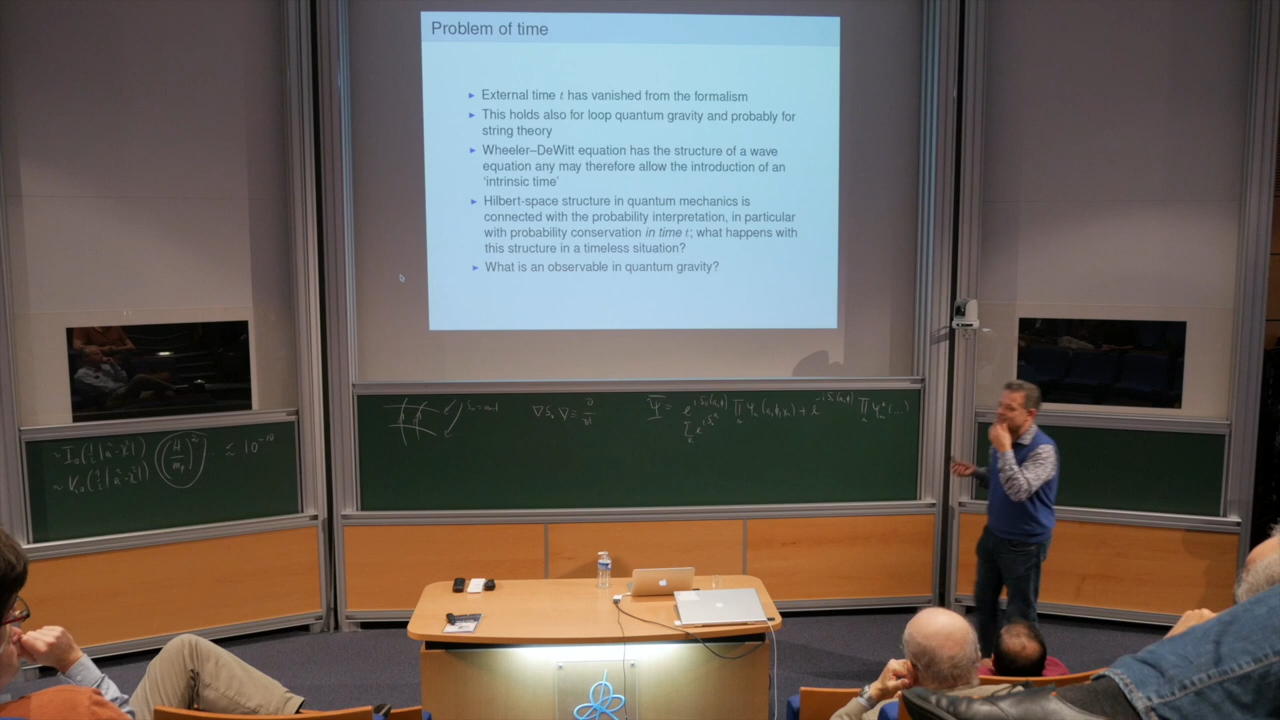 Problem of time
► External time t has vanished from the formalism
► This holds also for loop quantum gravity and probably for
string theory
► Wheeler–DeWitt equation has the structure of a wave
equation any may therefore allow the introduction of an
‘intrinsic time’
► Hilbert-space structure in quantum mechanics is
connected with the probability interpretation, in particular
with probability conservation in time t; what happens with
this structure in a timeless situation?
► What is an observable in quantum gravity?